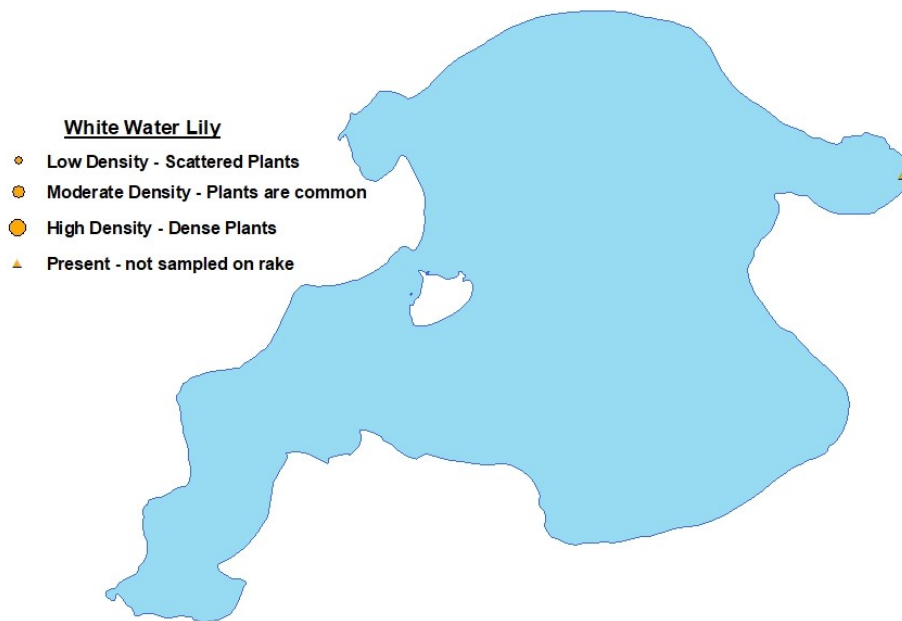 White Water Lily
Low Density - Scattered Plants
Moderate Density - Plants are common
High Density - Dense Plants
Present - not sampled on rake